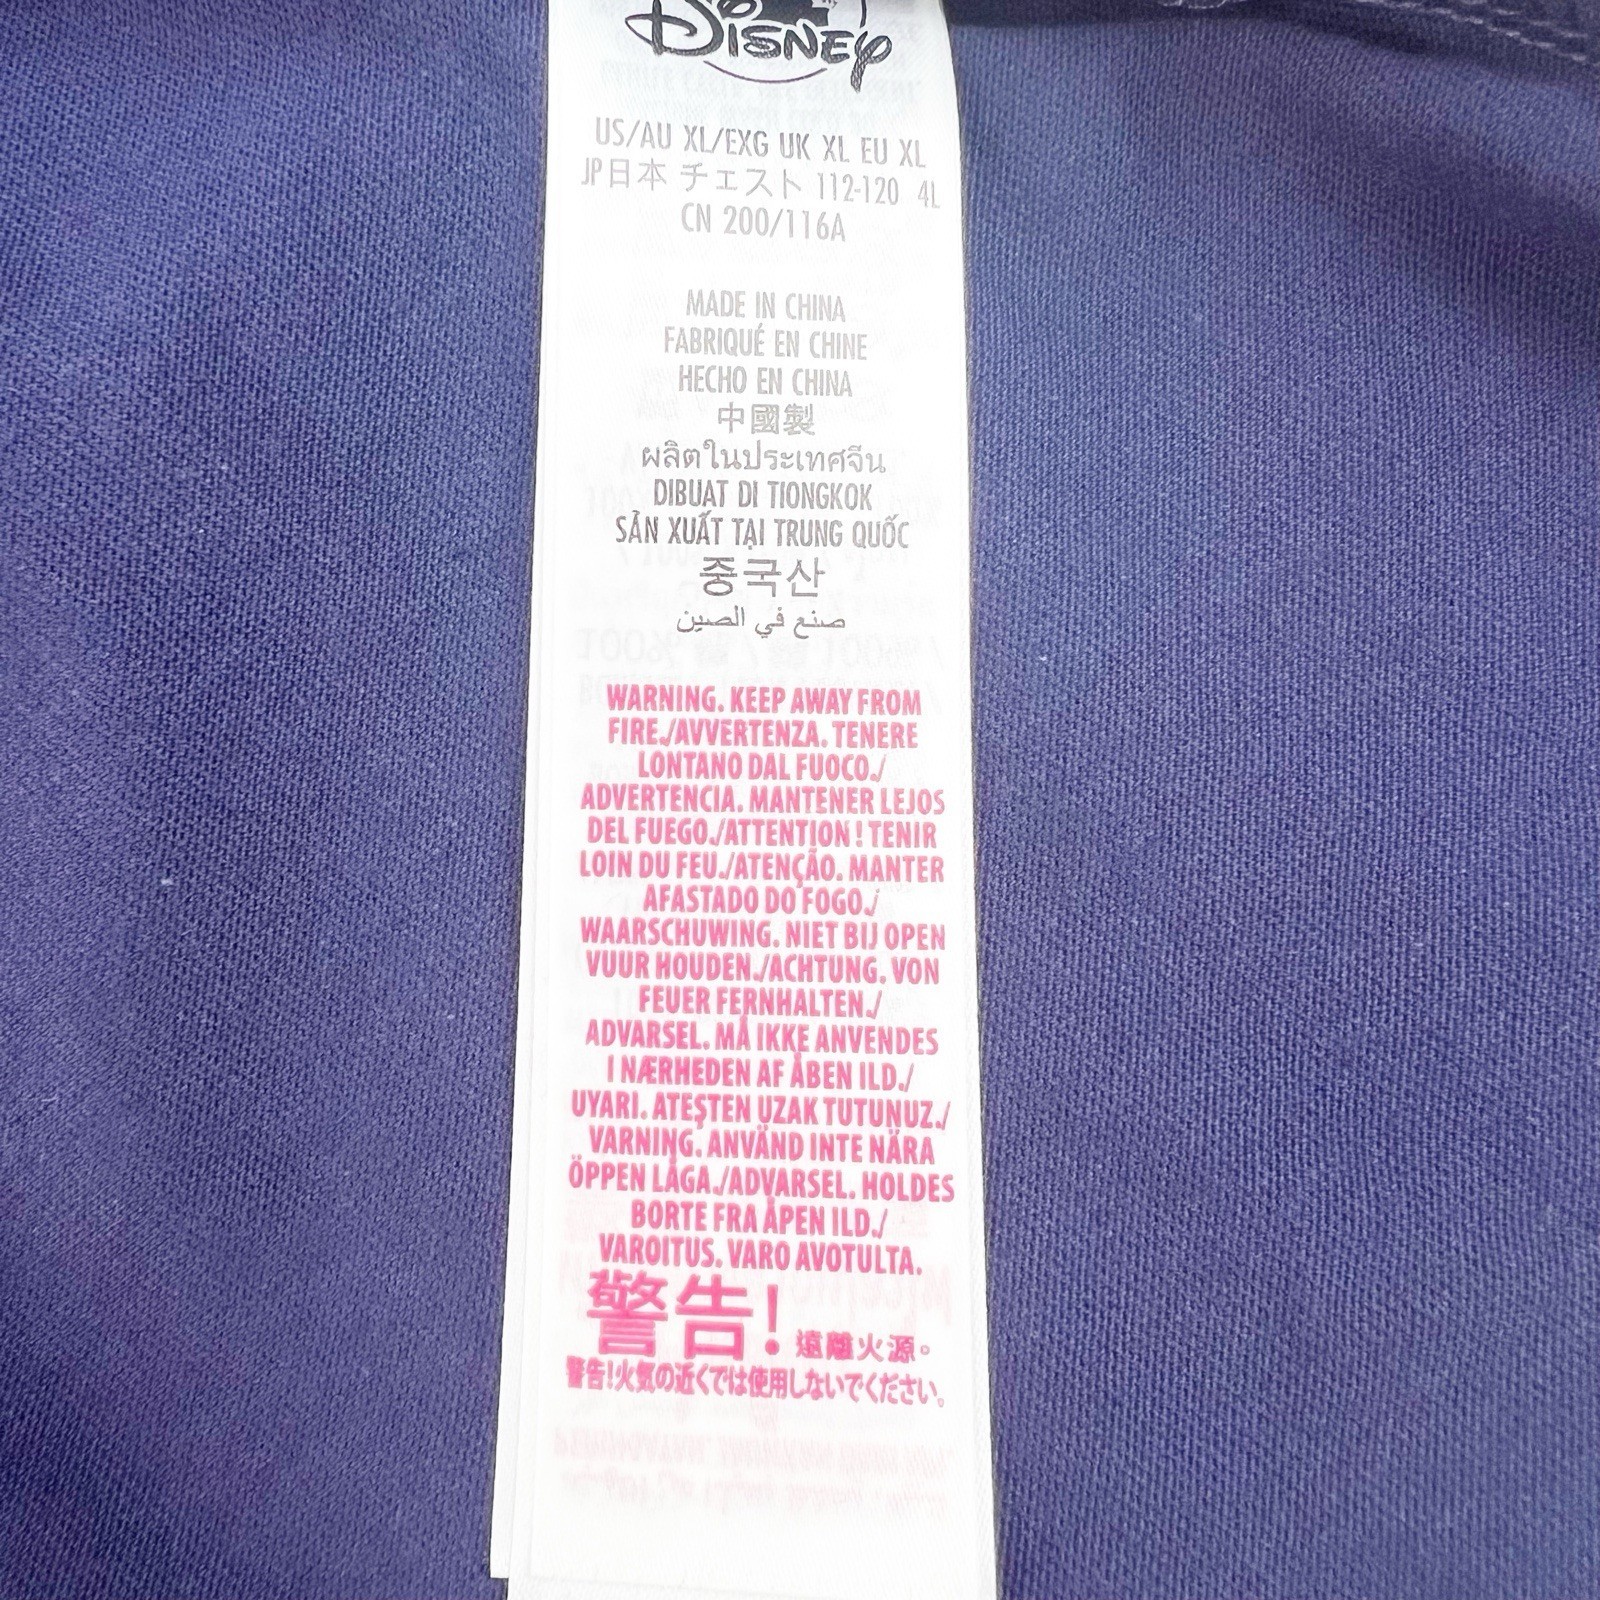 Disney
US/AU XL/EXG UK XL EU XL
JP日本 チェスト 112-120 4L
CN 200/116A
MADE IN CHINA
FABRIQUÉ EN CHINE
HECHO EN CHINA
中國製
ผลิตในประเทศจีน
DIBUAT DI TIONGKOK
SẢN XUẤT TẠI TRUNG QUỐC
중국산
صنع في الصين
WARNING. KEEP AWAY FROM
FIRE./AVVERTENZA. TENERE
LONTANO DAL FUOCO./
ADVERTENCIA. MANTENER LEJOS
DEL FUEGO./ATTENTION ! TENIR
LOIN DU FEU./ATENÇÃO. MANTER
AFASTADO DO FOGO./
WAARSCHUWING. NIET BIJ OPEN
VUUR HOUDEN./ACHTUNG. VON
FEUER FERNHALTEN./
ADVARSEL. MÅ IKKE ANVENDES
I NÆRHEDEN AF ÅBEN ILD./
UYARI. ATEŞTEN UZAK TUTUNUZ./
VARNING. ANVÄND INTE NÄRA
ÖPPEN LÅGA./ADVARSEL. HOLDES
BORTE FRA ÅPEN ILD./
VAROITUS. VARO AVOTULTA.
警告! 遠離火源。
警告!火気の近くでは使用しないでください。